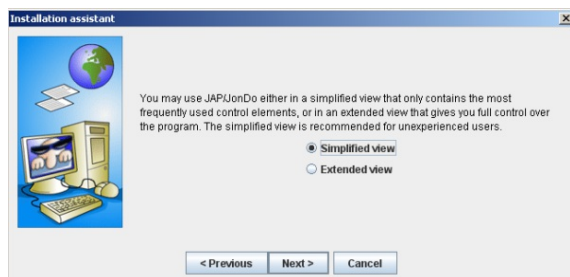 Installation assistant
You may use JAP/JonDo either in a simplified view that only contains the most
frequently used control elements, or in an extended view that gives you full control over
the program. The simplified view is recommended for unexperienced users.
Simplified view
Extended view
< Previous Next > Cancel